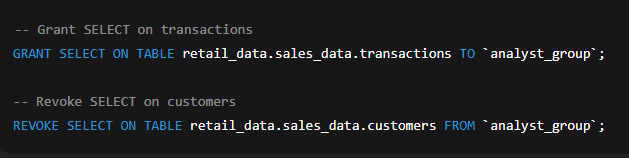 -- Grant SELECT on transactions
GRANT SELECT ON TABLE retail_data.sales_data.transactions TO `analyst_group`;
-- Revoke SELECT on customers
REVOKE SELECT ON TABLE retail_data.sales_data.customers FROM `analyst_group`;